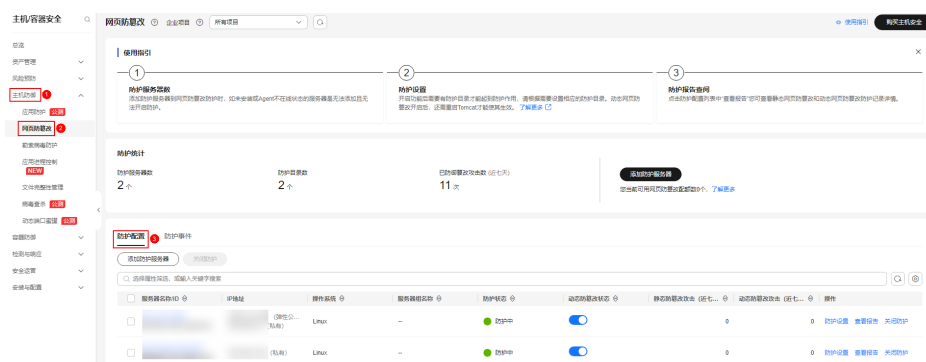 主机/容器安全
网页防篡改 企业项目 所有项目
使用指引 购买主机安全
总览
资产管理
风险预防
主机防御 1
应用防护 公测
网页防篡改 2
勒索病毒防护
应用进程控制
NEW
文件完整性管理
病毒查杀 公测
动态端口蜜罐 公测
容器防御
检测与响应
安全运营
安装与配置
使用指引
1
防护服务器数
添加防护服务器到网页防篡改防护时，如未安装或Agent不在线状态的服务器是无法添加且无
法开启防护。
2
防护设置
开启功能后需要有防护目录才能起到防护作用，请根据需要设置相应的防护目录。动态网页防
篡改开启后，还需重启Tomcat才能使其生效。 了解更多
3
防护报告查阅
点击防护配置列表中“查看报告”您可查看静态网页防篡改和动态网页防篡改防护记录详情。
防护统计
防护服务器数
2 个
防护目录数
2 个
已防御篡改攻击数 (近七天)
11 次
添加防护服务器
您当前可用网页防篡改配额数0个。 了解更多
防护配置 3 防护事件
添加防护服务器 关闭防护
选择属性筛选，或输入关键字搜索
服务器名称/ID IP地址 操作系统 服务器组名称 防护状态 动态防篡改状态 静态防篡改攻击 (近七... 动态防篡改攻击 (近七... 操作
(弹性公...
(私有) Linux -- 防护中 0 0 防护设置 查看报告 关闭防护
(私有) Linux -- 防护中 0 0 防护设置 查看报告 关闭防护